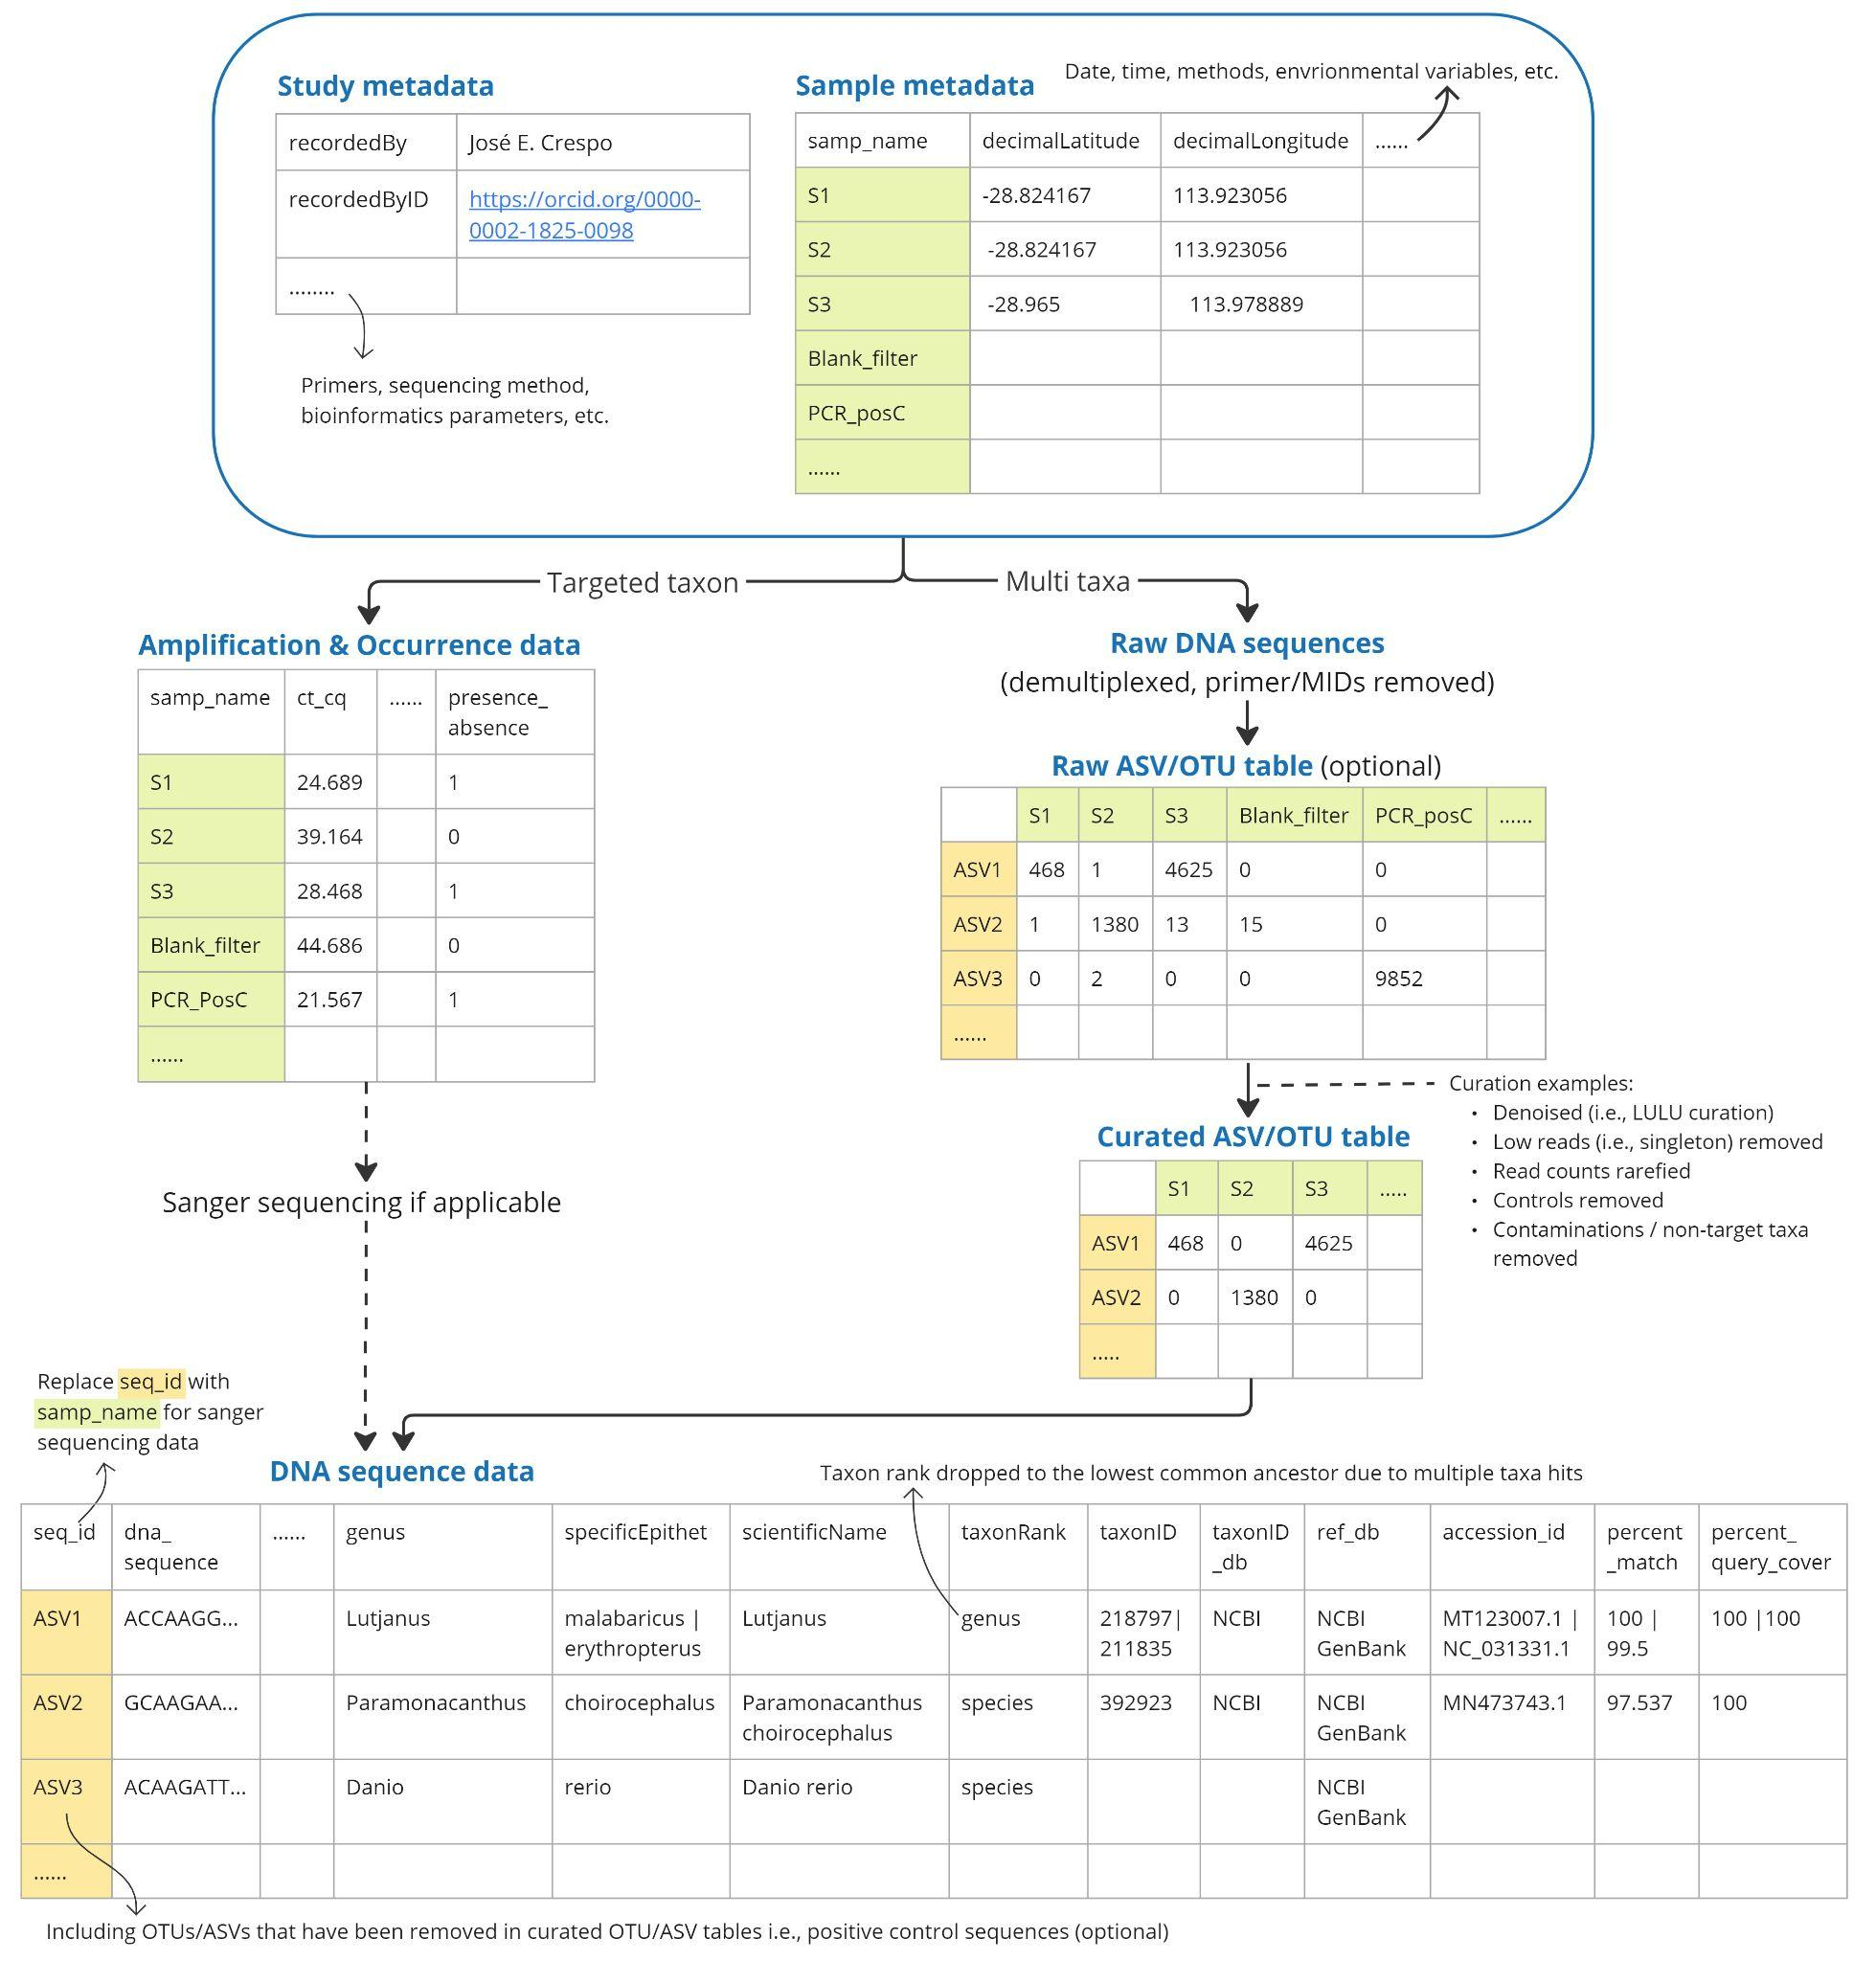 Study metadata
recordedBy José E. Crespo
recordedByID https://orcid.org/0000-
0002-1825-0098
........
Primers, sequencing method,
bioinformatics parameters, etc.
Sample metadata
Date, time, methods, envrionmental variables, etc.
samp_name decimalLatitude decimalLongitude ......
S1 -28.824167 113.923056
S2 -28.824167 113.923056
S3 -28.965 113.978889
Blank_filter
PCR_posC
......
Targeted taxon
Multi taxa
Amplification & Occurrence data
samp_name ct_cq ...... presence_
absence
S1 24.689 1
S2 39.164 0
S3 28.468 1
Blank_filter 44.686 0
PCR_PosC 21.567 1
......
Sanger sequencing if applicable
Raw DNA sequences
(demultiplexed, primer/MIDs removed)
Raw ASV/OTU table (optional)
S1 S2 S3 Blank_filter PCR_posC ......
ASV1 468 1 4625 0 0
ASV2 1 1380 13 15 0
ASV3 0 2 0 0 9852
......
Curation examples:
• Denoised (i.e., LULU curation)
• Low reads (i.e., singleton) removed
• Read counts rarefied
• Controls removed
• Contaminations / non-target taxa
removed
Curated ASV/OTU table
S1 S2 S3 .....
ASV1 468 0 4625
ASV2 0 1380 0
.....
Replace seq_id with
samp_name for sanger
sequencing data
DNA sequence data
Taxon rank dropped to the lowest common ancestor due to multiple taxa hits
seq_id dna_ ...... genus specificEpithet scientificName taxonRank taxonID taxonID ref_db accession_id percent percent_
sequence _db _match query_cover
ASV1 ACCAAGG... Lutjanus malabaricus | Lutjanus genus 218797| NCBI NCBI MT123007.1 | 100 | 100 |100
erythropterus 211835 GenBank NC_031331.1 99.5
ASV2 GCAAGAA... Paramonacanthus choirocephalus Paramonacanthus species 392923 NCBI NCBI MN473743.1 97.537 100
choirocephalus GenBank
ASV3 ACAAGATT... Danio rerio Danio rerio species NCBI
GenBank
......
Including OTUs/ASVs that have been removed in curated OTU/ASV tables i.e., positive control sequences (optional)